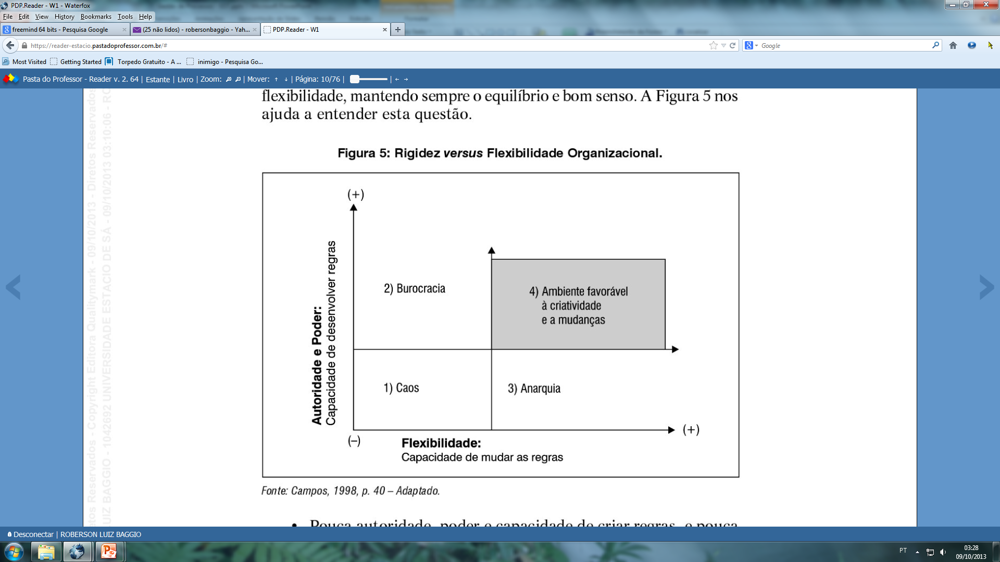 PDP.Reader - W1 - Waterfox
File Edit View History Bookmarks Tools Help
freemind 64 bits - Pesquisa Google
(25 não lidos) - robersonbaggio - Yah...
PDP.Reader - W1
https://reader-estacio.pastadoprofessor.com.br/#
Google
Most Visited Getting Started Torpedo Gratuito - A ... inimigo - Pesquisa Go...
Pasta do Professor - Reader v. 2. 64 | Estante | Livro | Zoom: | Mover: ↑ ↓ | Página: 10/76 | | ← →
flexibilidade, mantendo sempre o equilíbrio e bom senso. A Figura 5 nos
ajuda a entender esta questão.
Figura 5: Rigidez versus Flexibilidade Organizacional.
(+)
Autoridade e Poder:
Capacidade de desenvolver regras
2) Burocracia
4) Ambiente favorável
à criatividade
e a mudanças
1) Caos
3) Anarquia
(–)
(+)
Flexibilidade:
Capacidade de mudar as regras
Fonte: Campos, 1998, p. 40 – Adaptado.
• Pouca autoridade, poder e capacidade de criar regras, e pouca
etos Reservados - Copyright Editora Qualitymark - 09/10/2013 - Diretos Reservados
LUIZ BAGGIO - 1042692 UNIVERSIDADE ESTACIO DE SÁ - 09/10/2013 03:10:06 - RO
Desconectar | ROBERSON LUIZ BAGGIO
PT
03:28
09/10/2013